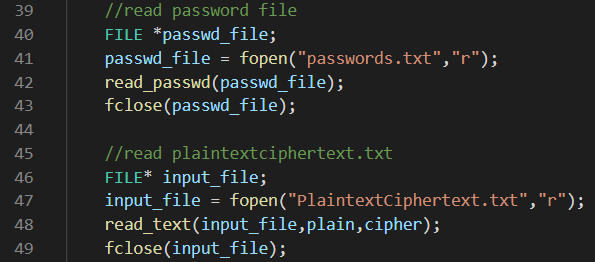 39 //read password file
40 FILE *passwd_file;
41 passwd_file = fopen("passwords.txt","r");
42 read_passwd(passwd_file);
43 fclose(passwd_file);
44
45 //read plaintextciphertext.txt
46 FILE* input_file;
47 input_file = fopen("PlaintextCiphertext.txt","r");
48 read_text(input_file,plain,cipher);
49 fclose(input_file);